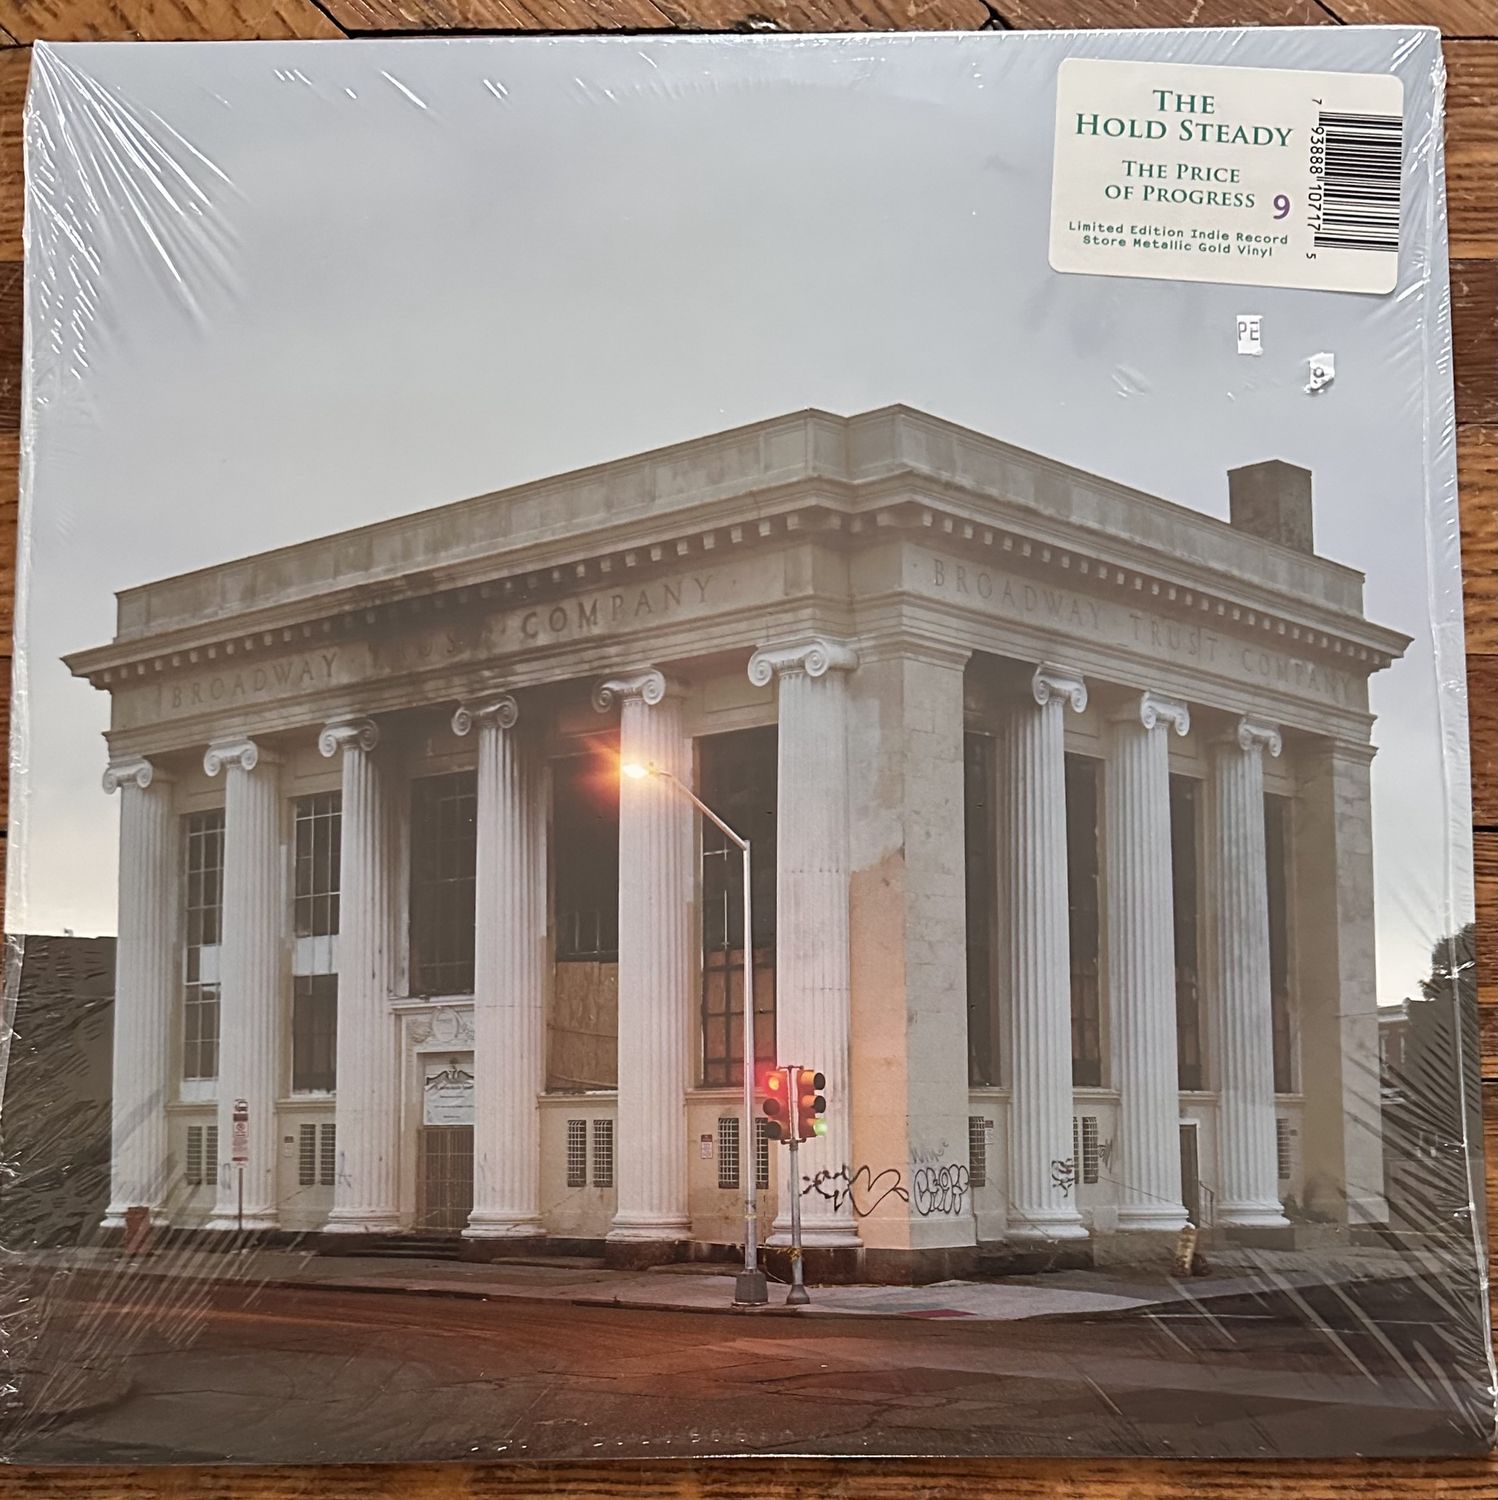 THE
HOLD STEADY
THE PRICE
OF PROGRESS 9
Limited Edition Indie Record
Store Metallic Gold Vinyl
7 93888 10717 5
PE
BROADWAY · TRUST · COMPANY ·
· BROADWAY · TRUST · COMPANY